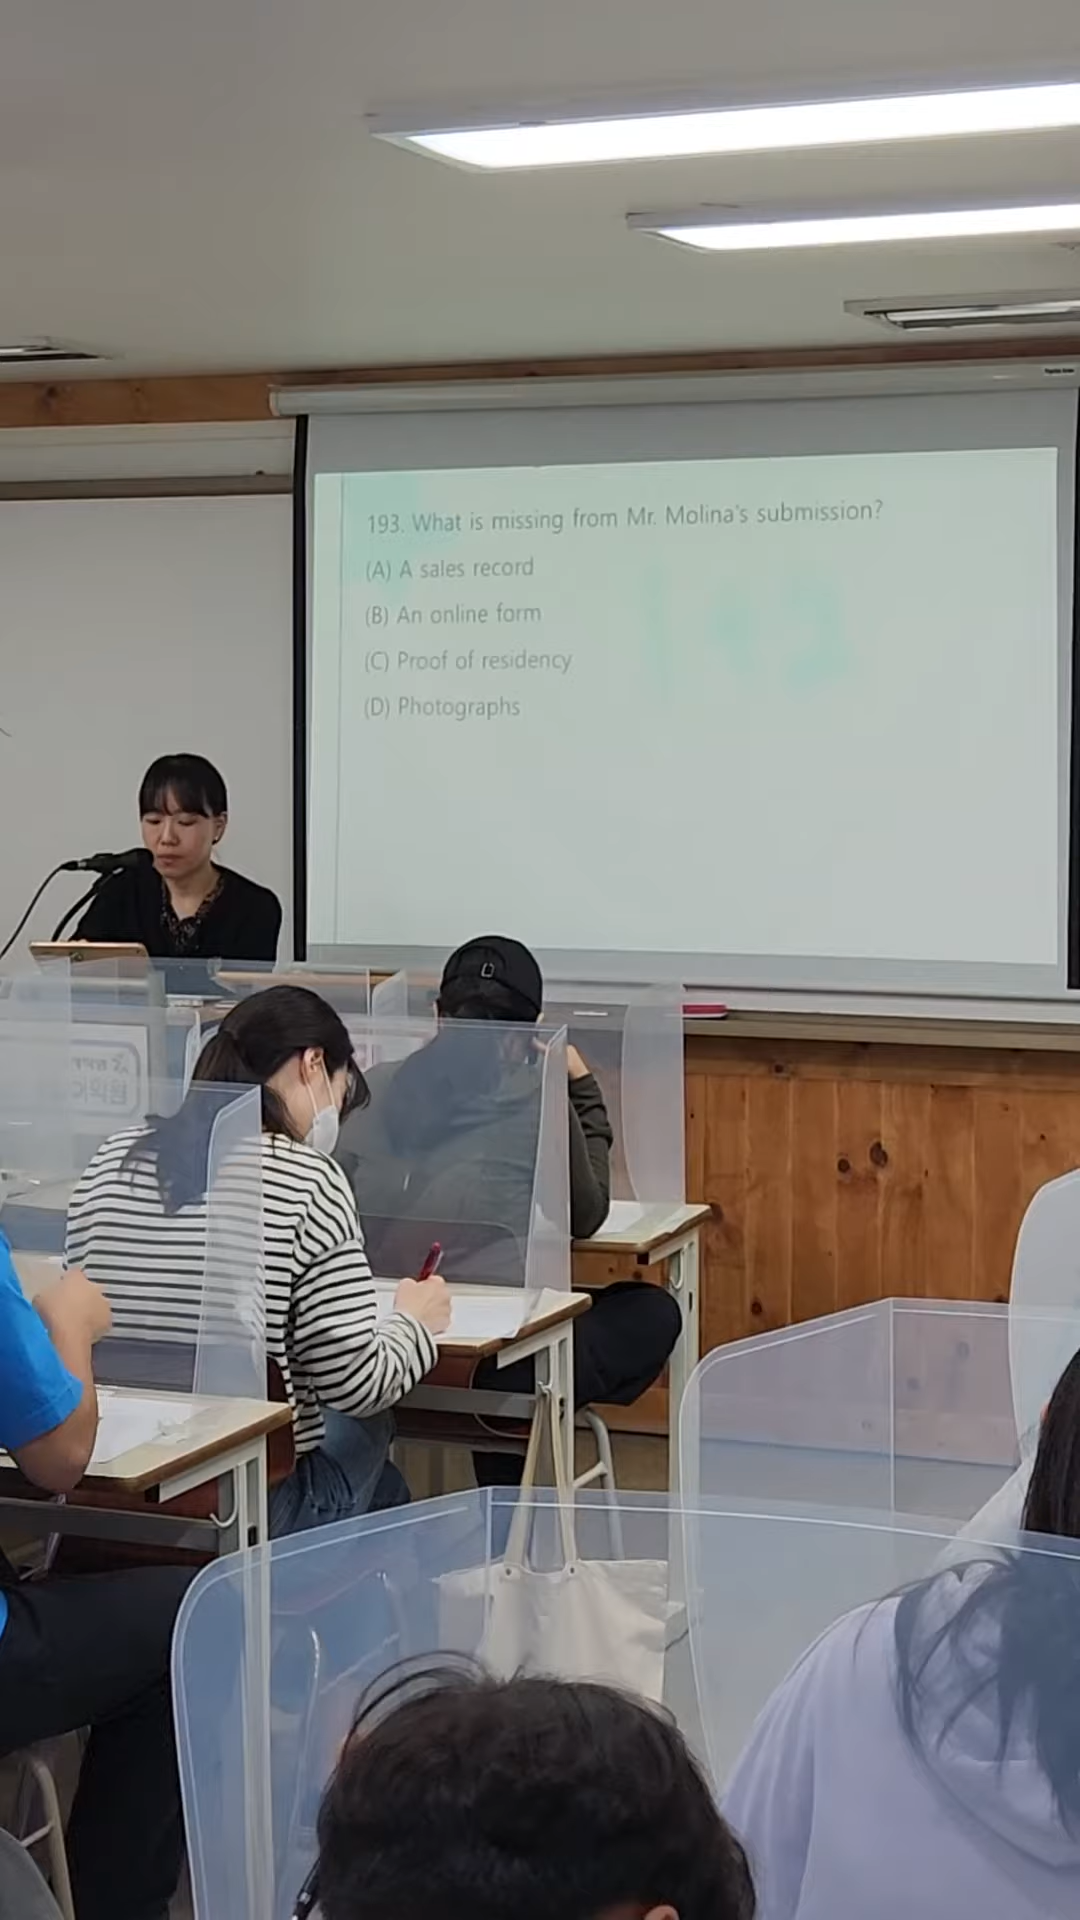 193. What is missing from Mr. Molina's submission?
(A) A sales record
(B) An online form
(C) Proof of residency
(D) Photographs